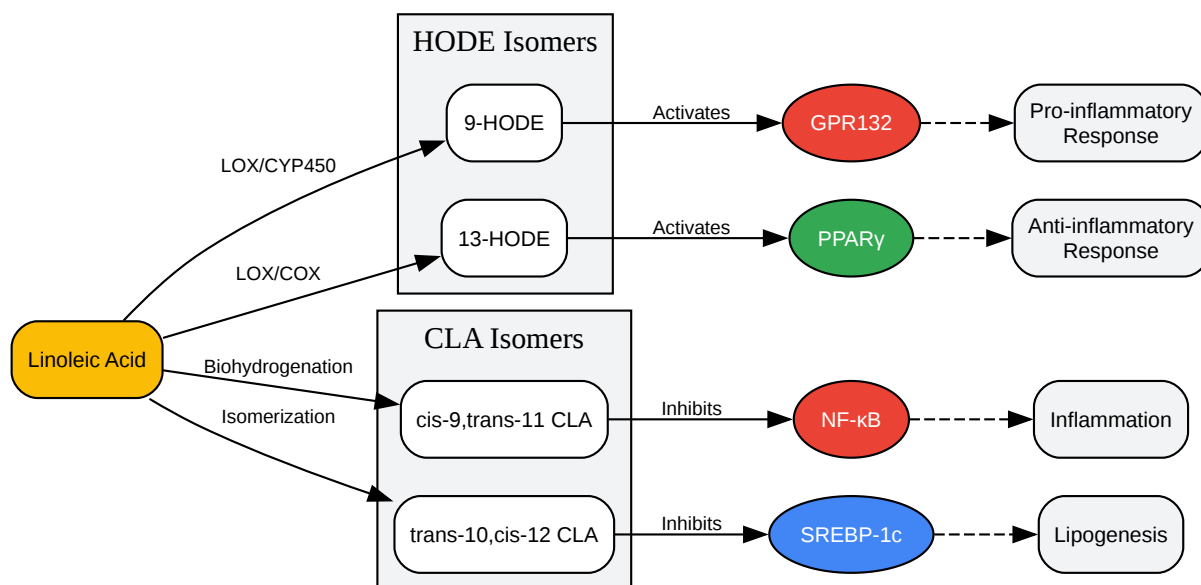 HODE Isomers
9-HODE
Activates
GPR132
Pro-inflammatory
Response
LOX/CYP450
13-HODE
Activates
PPARγ
Anti-inflammatory
Response
LOX/COX
Linoleic Acid
CLA Isomers
Biohydrogenation
cis-9,trans-11 CLA
Inhibits
NF-κB
Inflammation
Isomerization
trans-10,cis-12 CLA
Inhibits
SREBP-1c
Lipogenesis